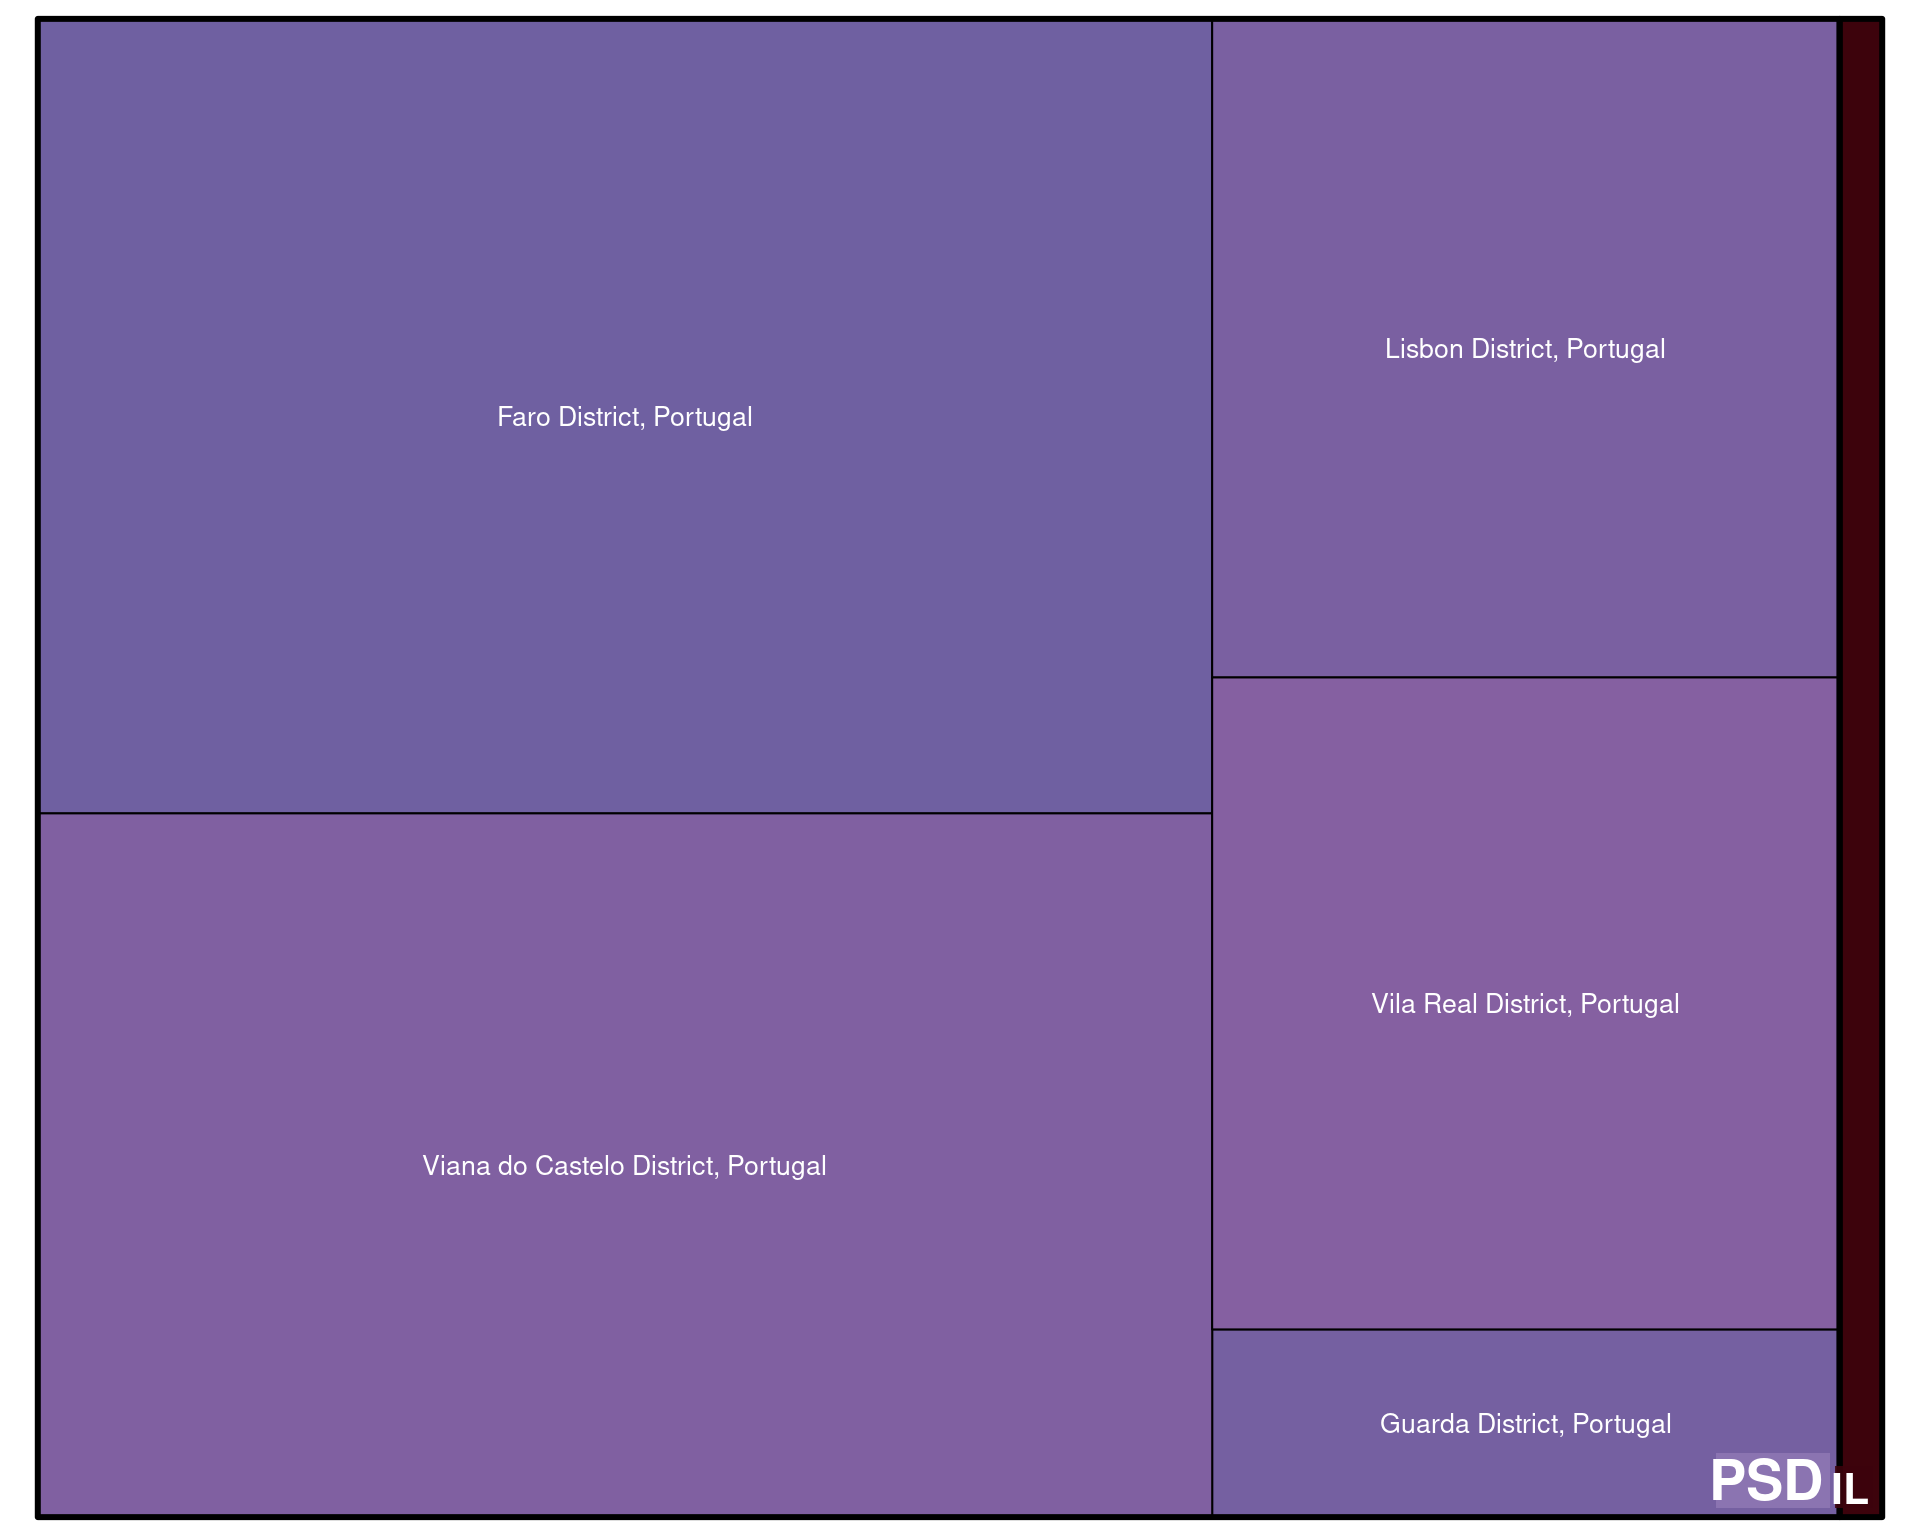 Faro District, Portugal
Lisbon District, Portugal
Viana do Castelo District, Portugal
Vila Real District, Portugal
Guarda District, Portugal
PSD
IL